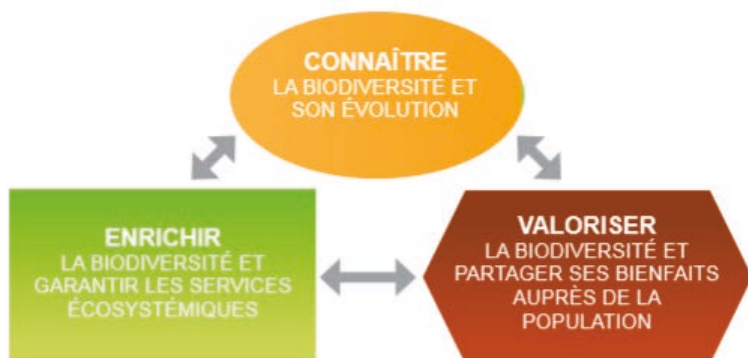 CONNAÎTRE
LA BIODIVERSITÉ ET
SON ÉVOLUTION
ENRICHIR
LA BIODIVERSITÉ ET
GARANTIR LES SERVICES
ÉCOSYSTÉMIQUES
VALORISER
LA BIODIVERSITÉ ET
PARTAGER SES BIENFAITS
AUPRÈS DE LA
POPULATION